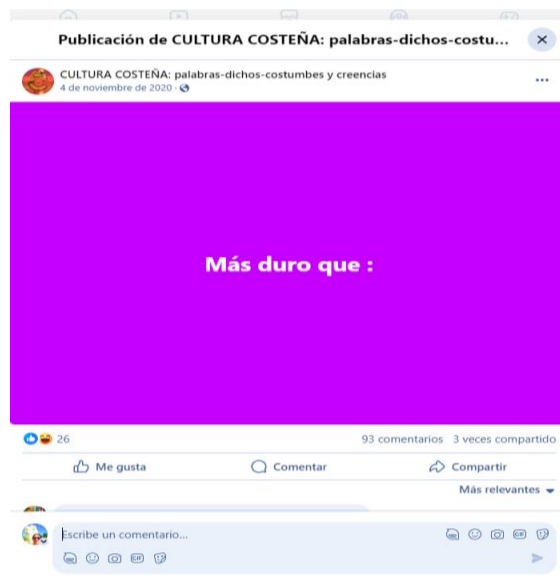 Publicación de CULTURA COSTEÑA: palabras-dichos-costu...
CULTURA COSTEÑA: palabras-dichos-costumbes y creencias
4 de noviembre de 2020
Más duro que :
26
93 comentarios 3 veces compartido
Me gusta Comentar Compartir
Más relevantes
Escribe un comentario...